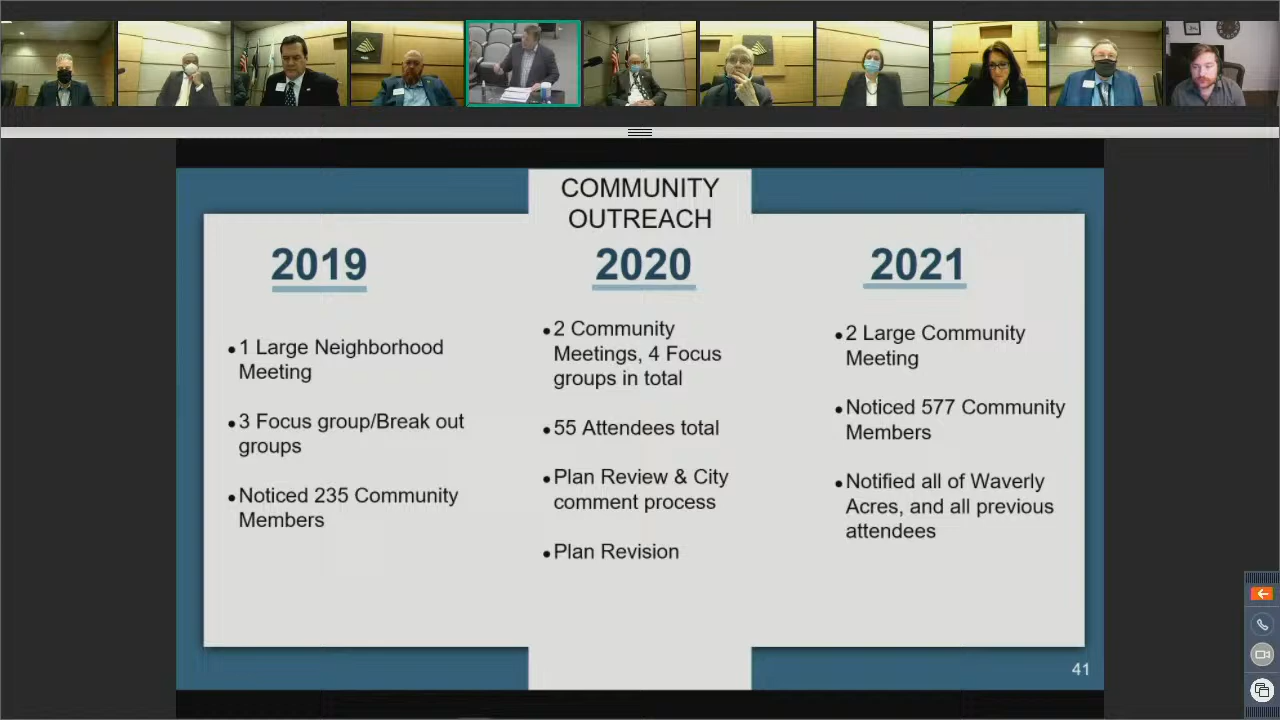 COMMUNITY
OUTREACH
2019
• 1 Large Neighborhood
Meeting
• 3 Focus group/Break out
groups
• Noticed 235 Community
Members
2020
• 2 Community
Meetings, 4 Focus
groups in total
• 55 Attendees total
• Plan Review & City
comment process
• Plan Revision
2021
• 2 Large Community
Meeting
• Noticed 577 Community
Members
• Notified all of Waverly
Acres, and all previous
attendees
41